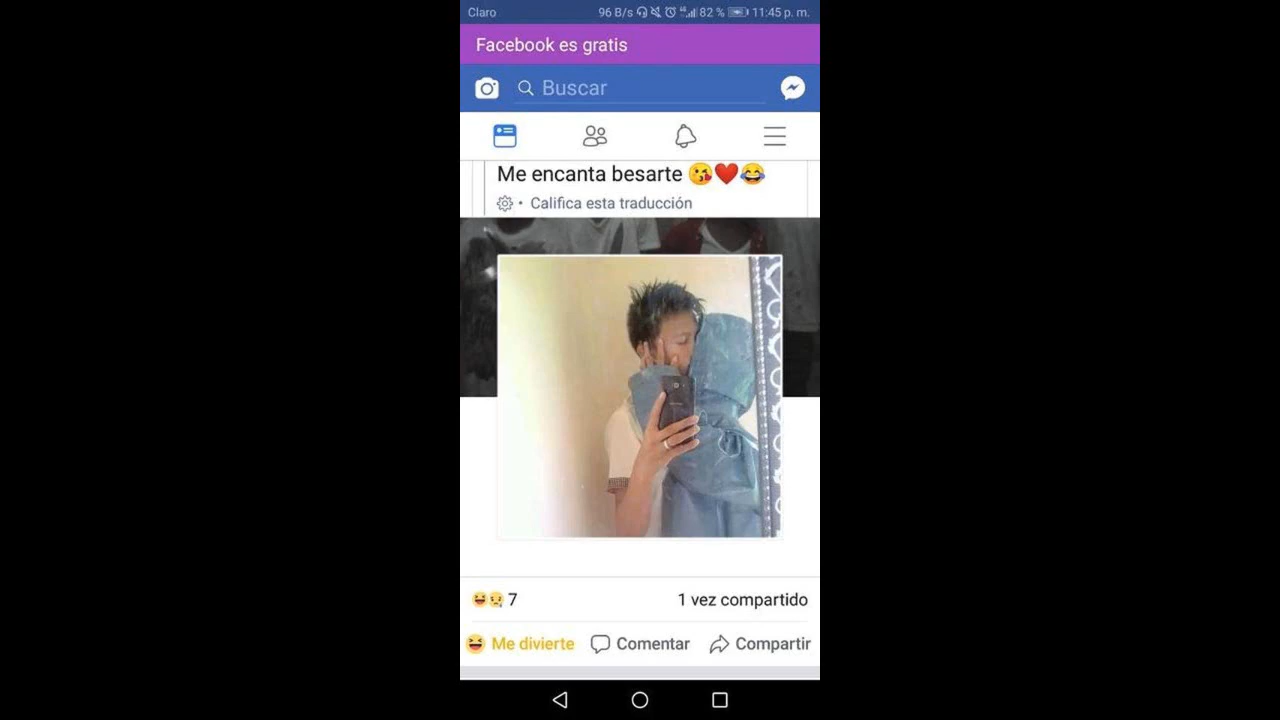 Claro 96 B/s 82 % 11:45 p. m.
Facebook es gratis
Buscar
Me encanta besarte 😘❤️😂
• Califica esta traducción
7 1 vez compartido
Me divierte Comentar Compartir